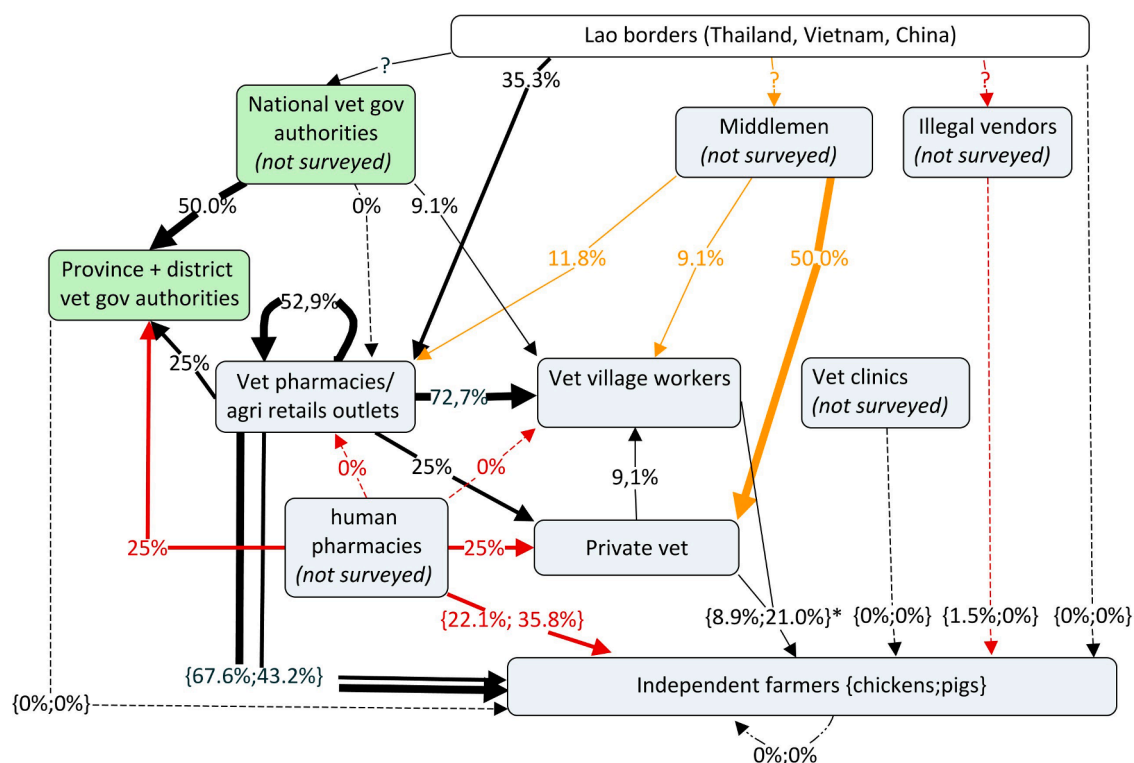 Lao borders (Thailand, Vietnam, China)
?
35.3%
?
?
National vet gov
authorities
(not surveyed)
Middlemen
(not surveyed)
Illegal vendors
(not surveyed)
50.0%
0%
9.1%
Province + district
vet gov authorities
11.8%
9.1%
50.0%
52,9%
25%
Vet pharmacies/
agri retails outlets
72,7%
Vet village workers
Vet clinics
(not surveyed)
0%
25%
0%
9,1%
human
pharmacies
(not surveyed)
25%
25%
Private vet
{22.1%; 35.8%}
{8.9%;21.0%}*
{0%;0%}
{1.5%;0%}
{0%;0%}
{67.6%;43.2%}
Independent farmers {chickens;pigs}
{0%;0%}
0%;0%